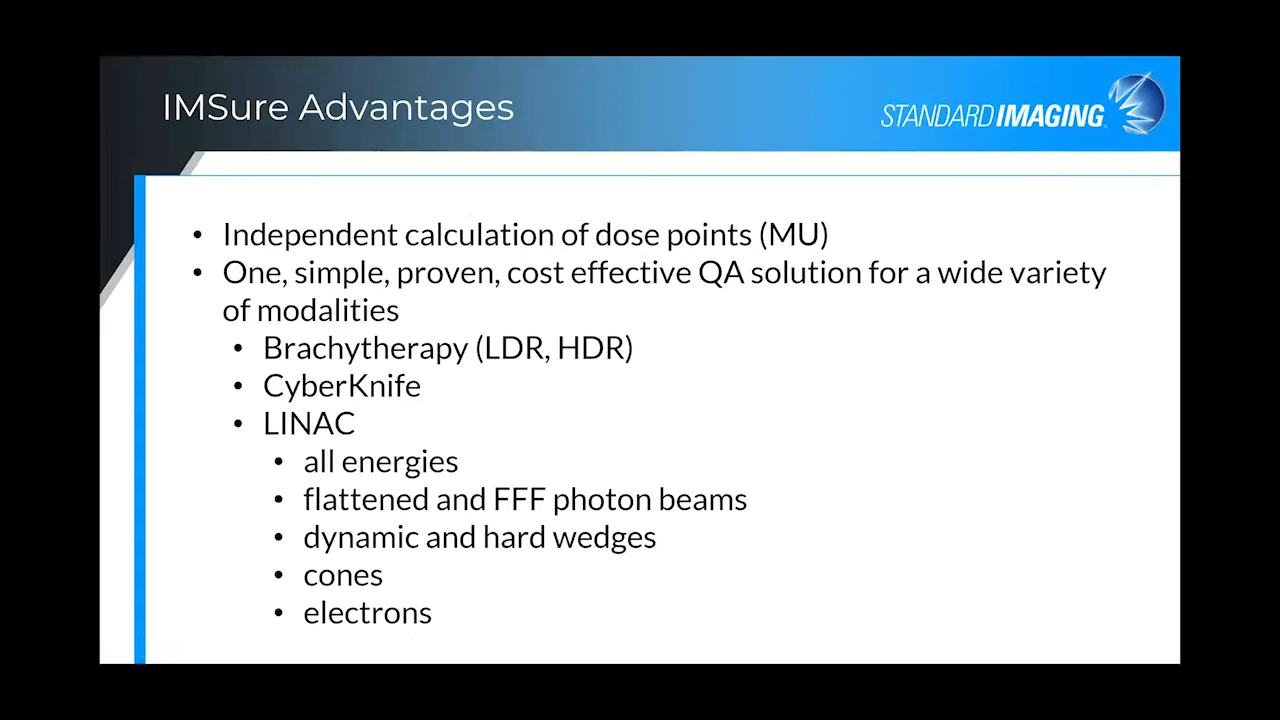 IMSure Advantages
STANDARD IMAGING
• Independent calculation of dose points (MU)
• One, simple, proven, cost effective QA solution for a wide variety
of modalities
• Brachytherapy (LDR, HDR)
• CyberKnife
• LINAC
• all energies
• flattened and FFF photon beams
• dynamic and hard wedges
• cones
• electrons